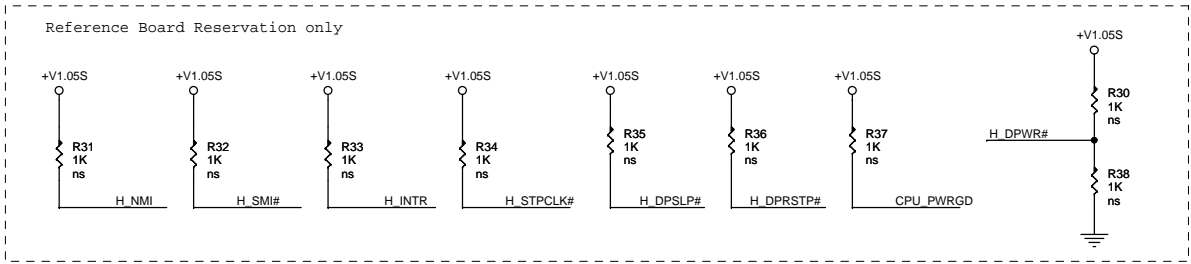 Reference Board Reservation only
+V1.05S
R31
1K
ns
H_NMI
+V1.05S
R32
1K
ns
H_SMI#
+V1.05S
R33
1K
ns
H_INTR
+V1.05S
R34
1K
ns
H_STPCLK#
+V1.05S
R35
1K
ns
H_DPSLP#
+V1.05S
R36
1K
ns
H_DPRSTP#
+V1.05S
R37
1K
ns
CPU_PWRGD
+V1.05S
R30
1K
ns
H_DPWR#
R38
1K
ns